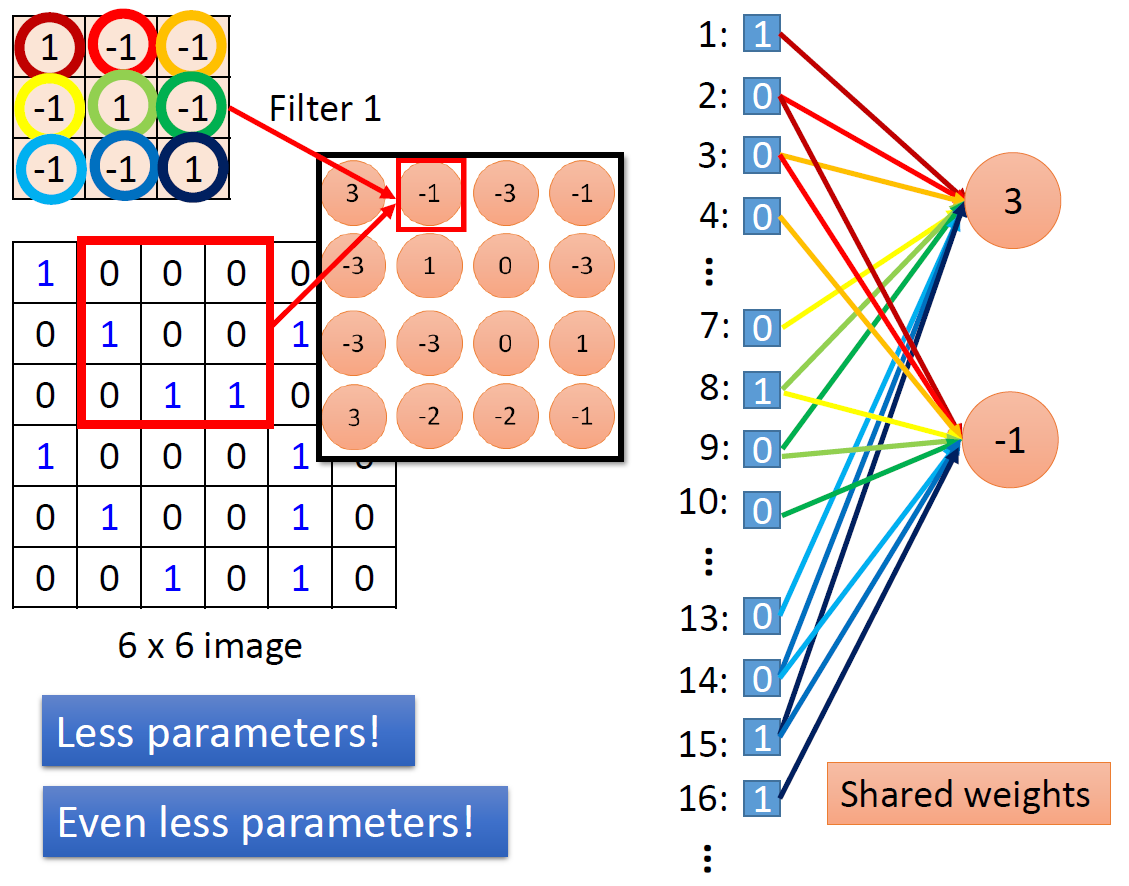 1 -1 -1
-1 1 -1
-1 -1 1
Filter 1
1 0 0 0 0
0 1 0 0 1
0 0 1 1 0
1 0 0 0 1 0
0 1 0 0 1 0
0 0 1 0 1 0
6 x 6 image
3 -1 -3 -1
-3 1 0 -3
-3 -3 0 1
3 -2 -2 -1
Less parameters!
Even less parameters!
1: 1
2: 0
3: 0
4: 0
⋮
7: 0
8: 1
9: 0
10: 0
⋮
13: 0
14: 0
15: 1
16: 1
⋮
3
-1
Shared weights